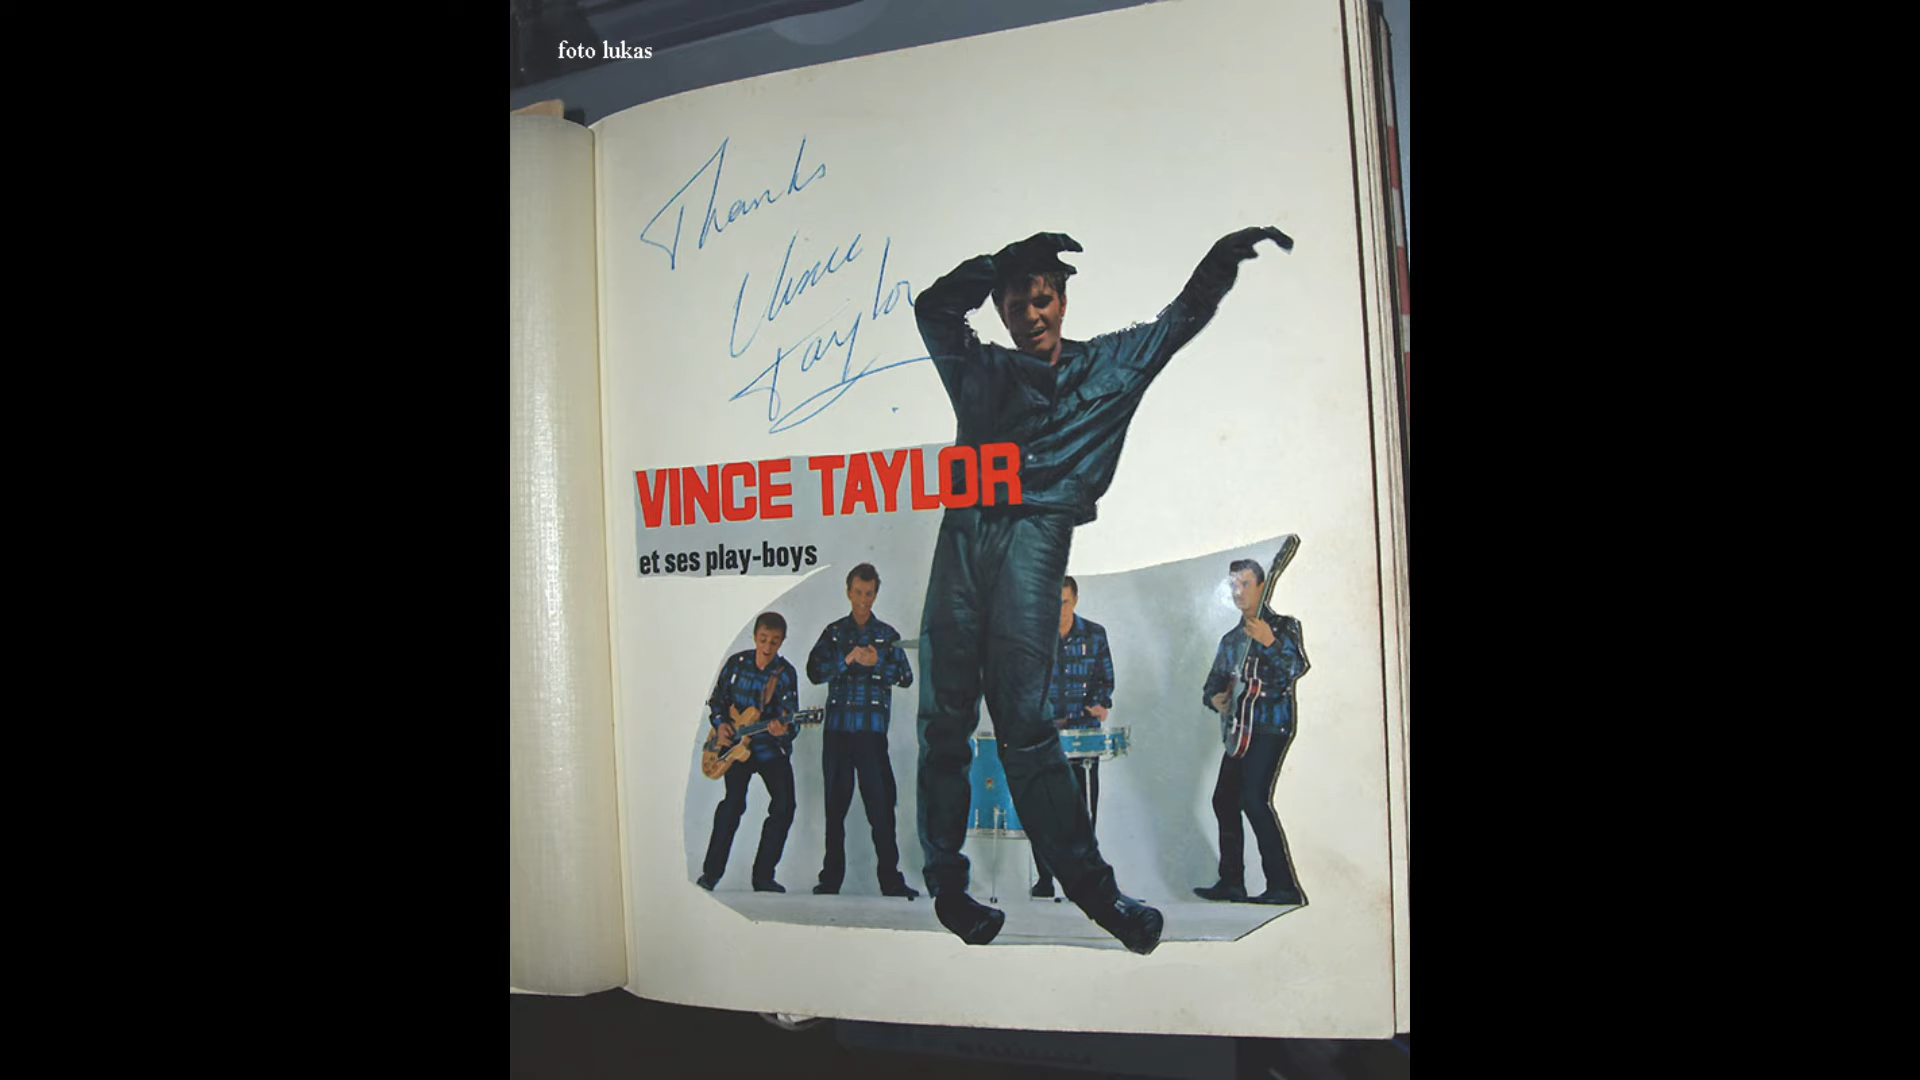 foto lukas
Thanks
Vince
Taylor
VINCE TAYLOR
et ses play-boys